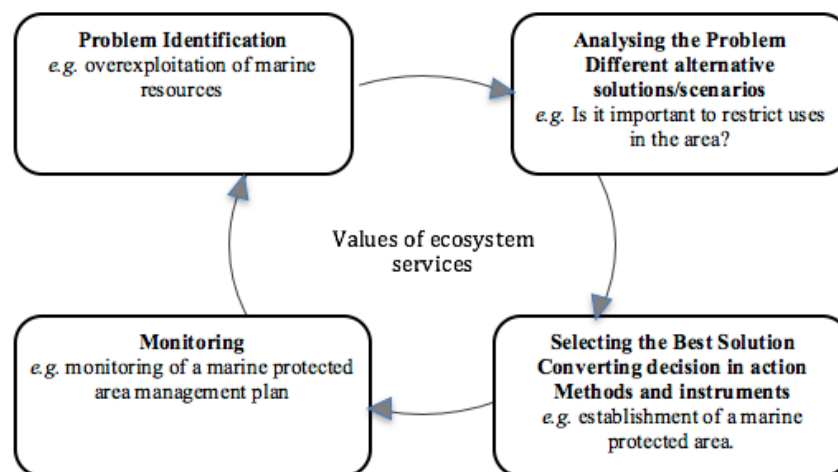 Problem Identification
e.g. overexploitation of marine
resources
Analysing the Problem
Different alternative
solutions/scenarios
e.g. Is it important to restrict uses
in the area?
Values of ecosystem
services
Monitoring
e.g. monitoring of a marine protected
area management plan
Selecting the Best Solution
Converting decision in action
Methods and instruments
e.g. establishment of a marine
protected area.